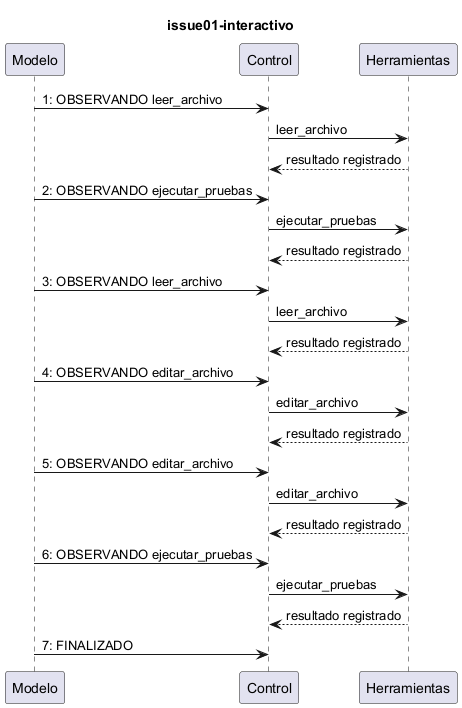 issue01-interactivo
Modelo Control Herramientas
1: OBSERVANDO leer_archivo
leer_archivo
resultado registrado
2: OBSERVANDO ejecutar_pruebas
ejecutar_pruebas
resultado registrado
3: OBSERVANDO leer_archivo
leer_archivo
resultado registrado
4: OBSERVANDO editar_archivo
editar_archivo
resultado registrado
5: OBSERVANDO editar_archivo
editar_archivo
resultado registrado
6: OBSERVANDO ejecutar_pruebas
ejecutar_pruebas
resultado registrado
7: FINALIZADO
Modelo Control Herramientas